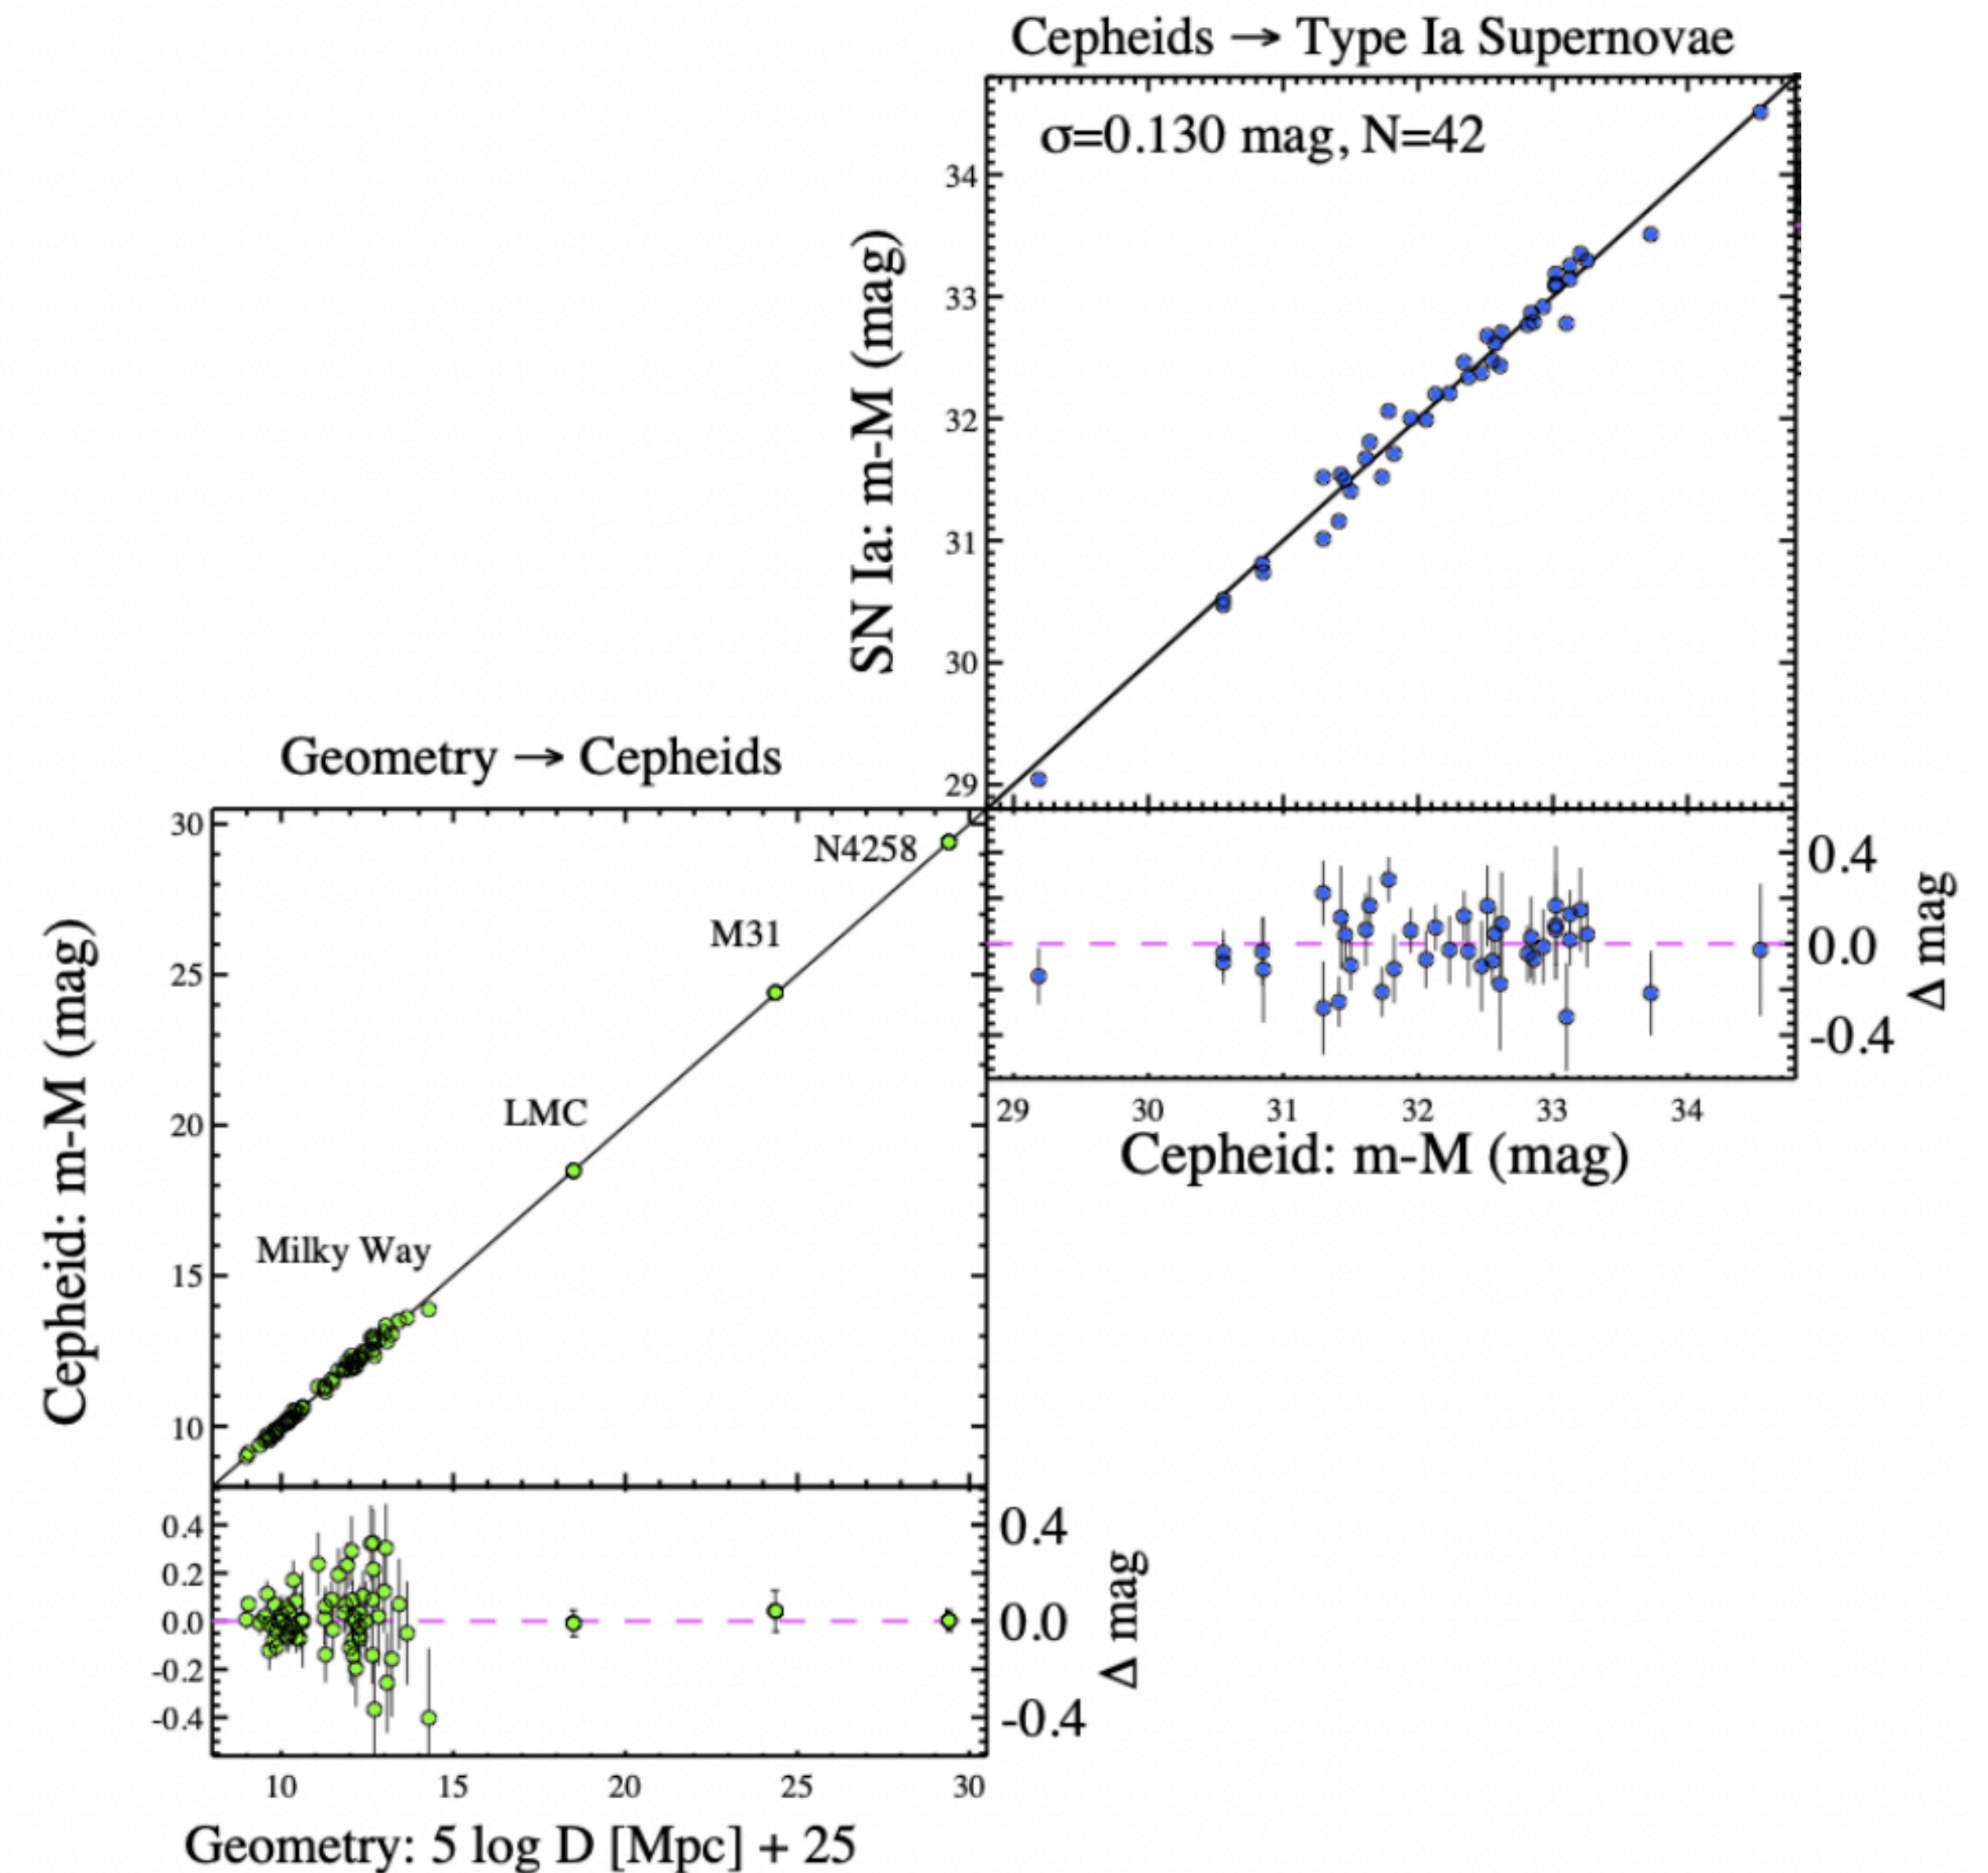 Cepheids → Type Ia Supernovae
σ=0.130 mag, N=42
SN Ia: m-M (mag)
34
33
32
31
30
29
0.4
0.0
-0.4
Δ mag
29 30 31 32 33 34
Cepheid: m-M (mag)
Geometry → Cepheids
Cepheid: m-M (mag)
30
25
20
15
10
N4258
M31
LMC
Milky Way
0.4
0.2
0.0
-0.2
-0.4
0.4
0.0
-0.4
Δ mag
10 15 20 25 30
Geometry: 5 log D [Mpc] + 25